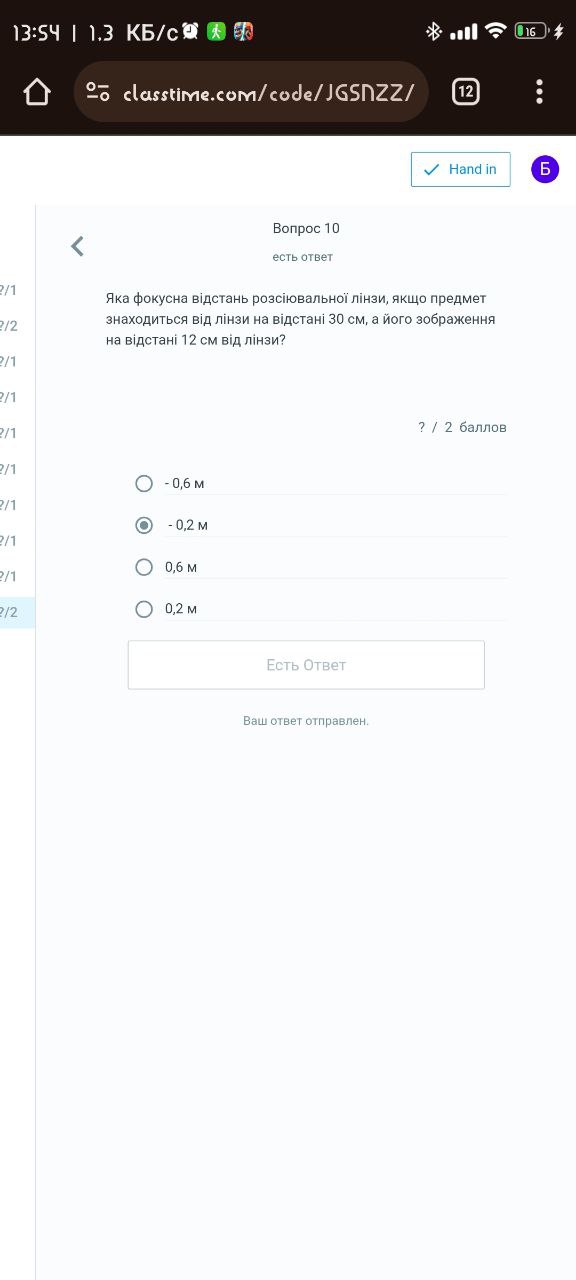 13:54 | 1,3 КБ/с
16
classtime.com/code/JGSNZZ/
12
Hand in
Б
Вопрос 10
есть ответ
?/1
?/2
?/1
?/1
?/1
?/1
?/1
?/1
?/1
?/2
Яка фокусна відстань розсіювальної лінзи, якщо предмет
знаходиться від лінзи на відстані 30 см, а його зображення
на відстані 12 см від лінзи?
? / 2 баллов
- 0,6 м
- 0,2 м
0,6 м
0,2 м
Есть Ответ
Ваш ответ отправлен.